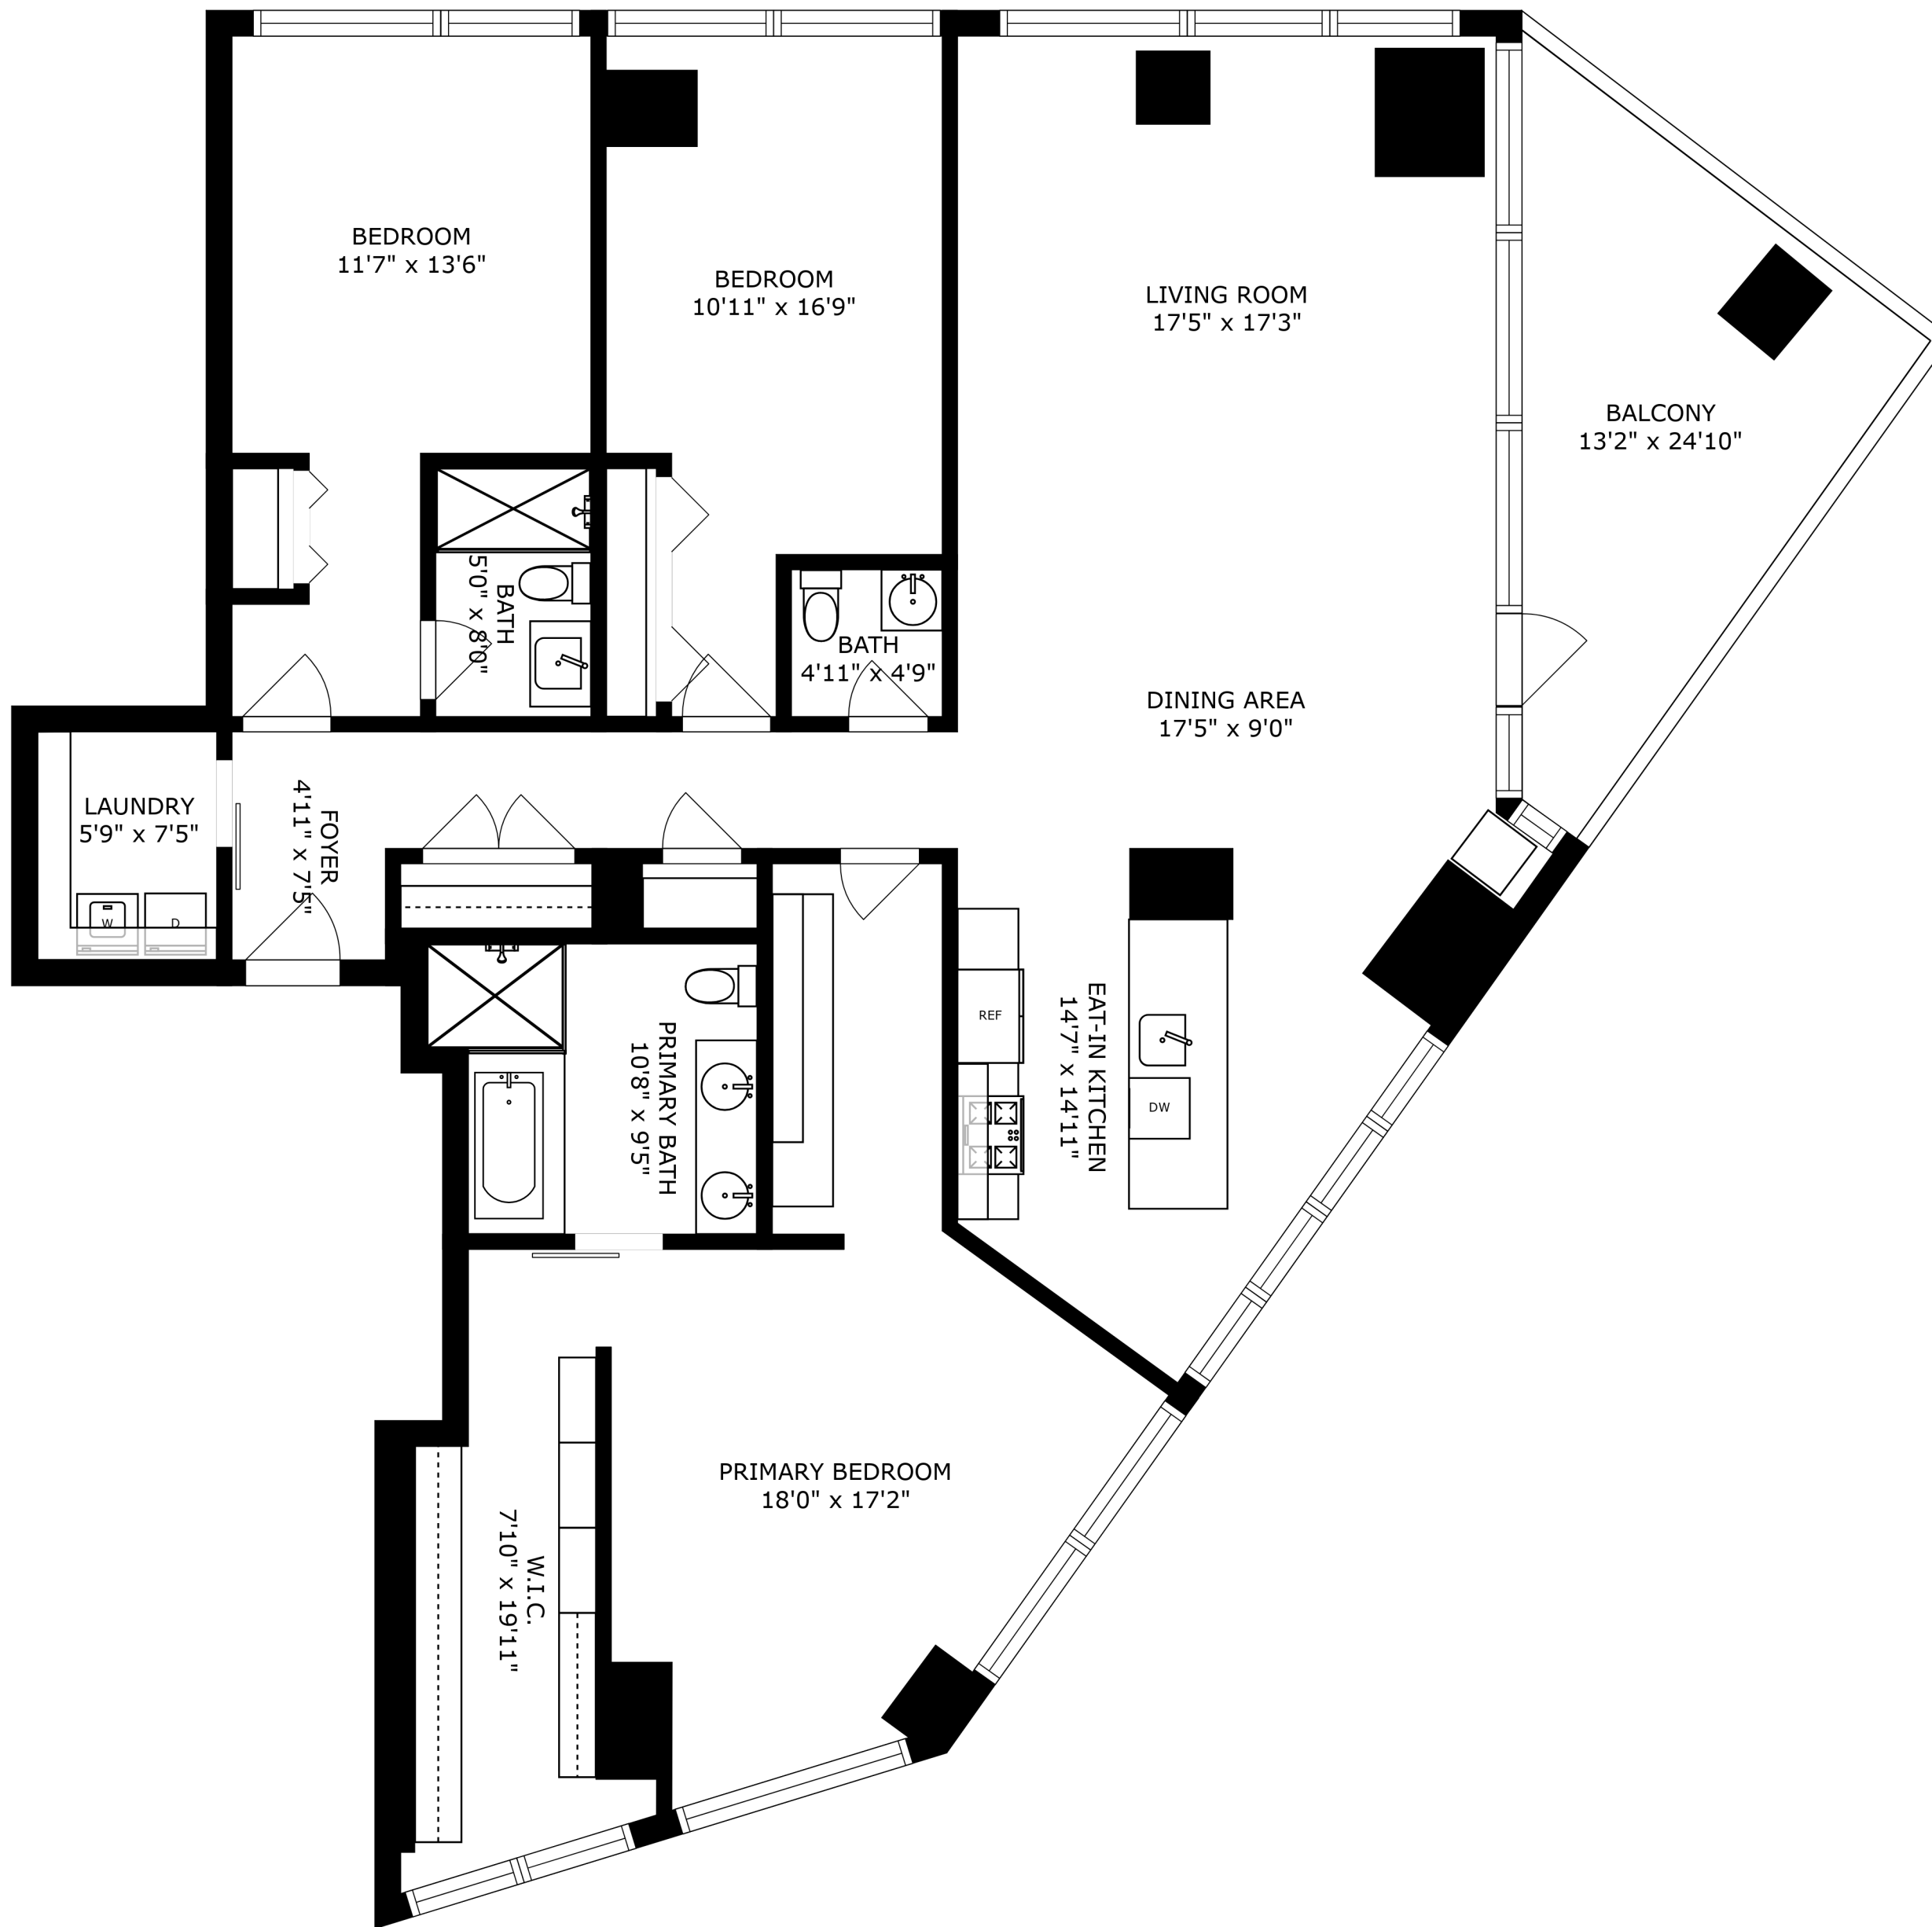 BEDROOM
11'7" x 13'6"
BEDROOM
10'11" x 16'9"
LIVING ROOM
17'5" x 17'3"
BALCONY
13'2" x 24'10"
BATH
5'0" x 8'0"
BATH
4'11" x 4'9"
DINING AREA
17'5" x 9'0"
LAUNDRY
5'9" x 7'5"
FOYER
4'11" x 7'5"
W
D
REF
EAT-IN KITCHEN
14'7" x 14'11"
DW
PRIMARY BATH
10'8" x 9'5"
PRIMARY BEDROOM
18'0" x 17'2"
W.I.C.
7'10" x 19'11"